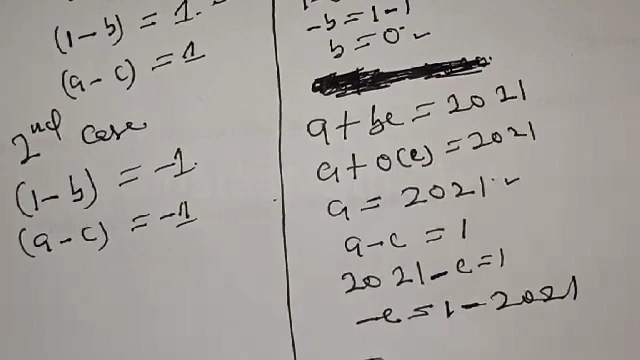 (1-b) = 1.
(a-c) = 1
2nd case
(1-b) = -1.
(a-c) = -1
-b = 1-1
b = 0
a + bc = 2021
a + 0(c) = 2021
a = 2021
a-c = 1
2021-c=1
-c = 1-2021